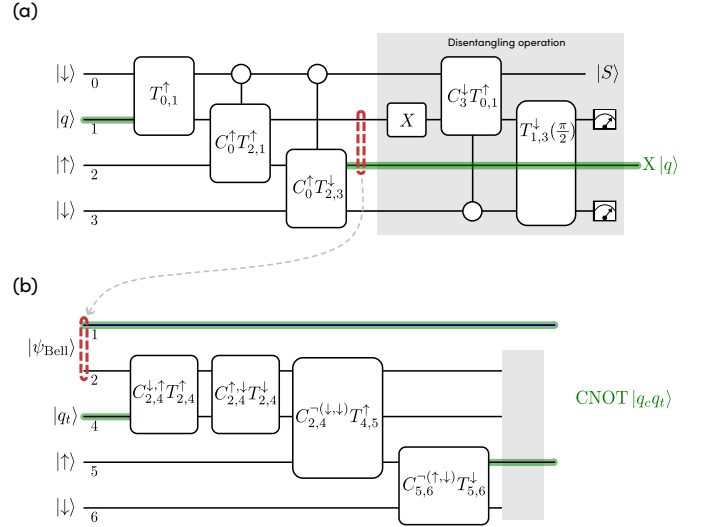 (a)
Disentangling operation
|↓⟩ 0 T↑0,1 C↓3T↑0,1 |S⟩
|q⟩ 1 C↑0T↑2,1 X T↓1,3(π/2)
|↑⟩ 2 C↑0T↓2,3 X|q⟩
|↓⟩ 3
(b)
1
|ψBell⟩
2 C↓,↑2,4T↑2,4 C↑,↓2,4T↓2,4 C¬(↓,↓)2,4T↑4,5
|qt⟩ 4 CNOT|qcqt⟩
|↑⟩ 5 C¬(↑,↓)5,6T↓5,6
|↓⟩ 6